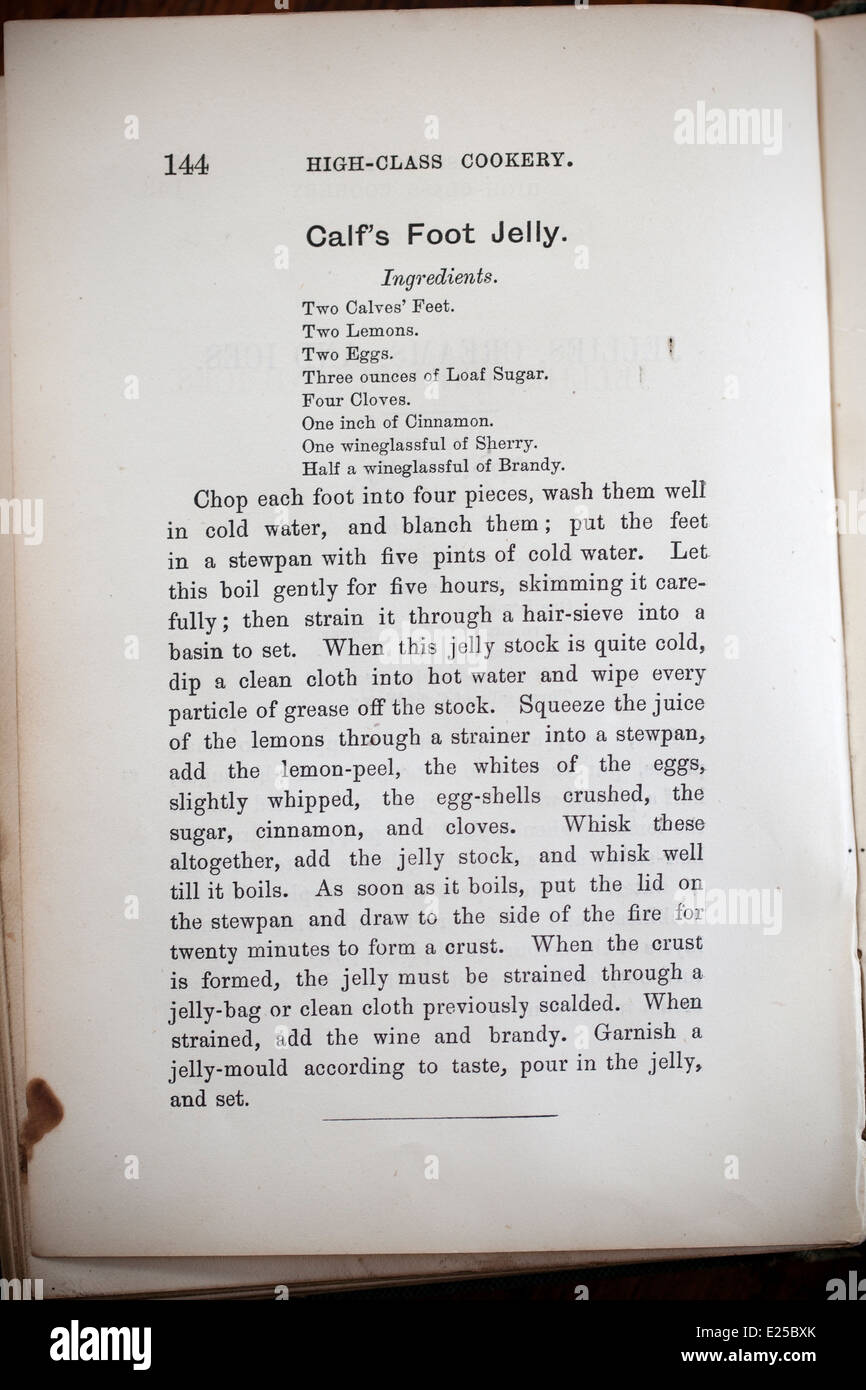 144 HIGH-CLASS COOKERY.
Calf's Foot Jelly.
Ingredients.
Two Calves' Feet.
Two Lemons.
Two Eggs.
Three ounces of Loaf Sugar.
Four Cloves.
One inch of Cinnamon.
One wineglassful of Sherry.
Half a wineglassful of Brandy.
Chop each foot into four pieces, wash them well
in cold water, and blanch them; put the feet
in a stewpan with five pints of cold water. Let
this boil gently for five hours, skimming it care-
fully; then strain it through a hair-sieve into a
basin to set. When this jelly stock is quite cold,
dip a clean cloth into hot water and wipe every
particle of grease off the stock. Squeeze the juice
of the lemons through a strainer into a stewpan,
add the lemon-peel, the whites of the eggs,
slightly whipped, the egg-shells crushed, the
sugar, cinnamon, and cloves. Whisk these
altogether, add the jelly stock, and whisk well
till it boils. As soon as it boils, put the lid on
the stewpan and draw to the side of the fire for
twenty minutes to form a crust. When the crust
is formed, the jelly must be strained through a
jelly-bag or clean cloth previously scalded. When
strained, add the wine and brandy. Garnish a
jelly-mould according to taste, pour in the jelly,
and set.
alamy
Image ID: E25BXK
www.alamy.com